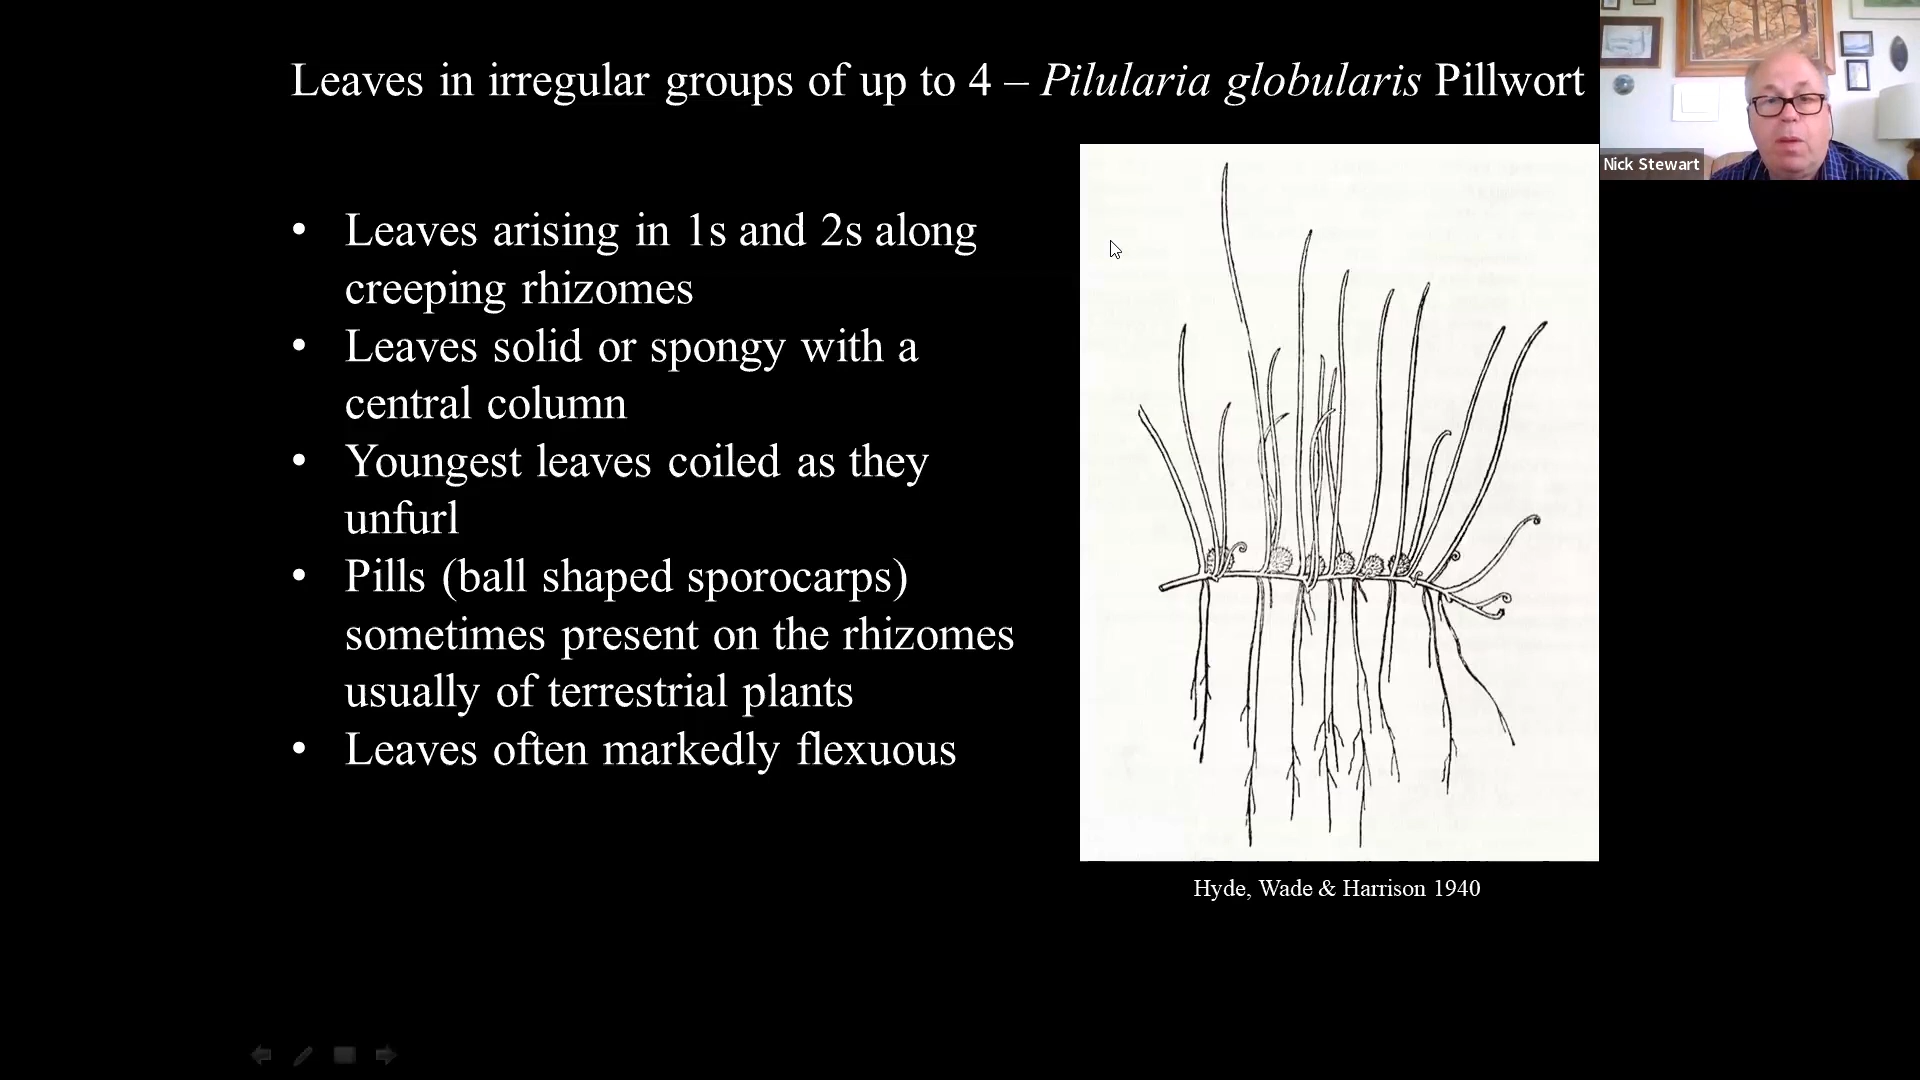 Leaves in irregular groups of up to 4 – Pilularia globularis Pillwort
Nick Stewart
• Leaves arising in 1s and 2s along
creeping rhizomes
• Leaves solid or spongy with a
central column
• Youngest leaves coiled as they
unfurl
• Pills (ball shaped sporocarps)
sometimes present on the rhizomes
usually of terrestrial plants
• Leaves often markedly flexuous
Hyde, Wade & Harrison 1940